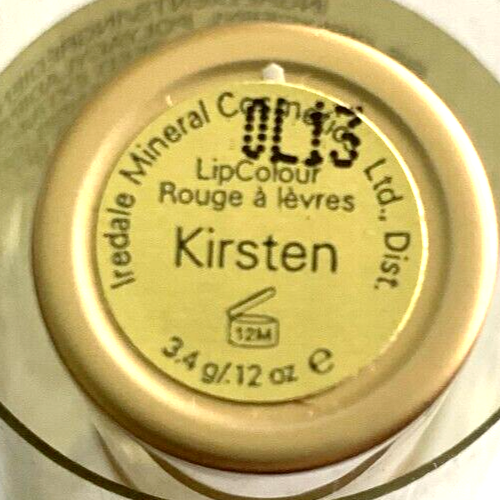 Iredale Mineral Cosmetics Ltd., Dist.
0L13
LipColour
Rouge à lèvres
Kirsten
12M
3,4 g/.12 oz ℮